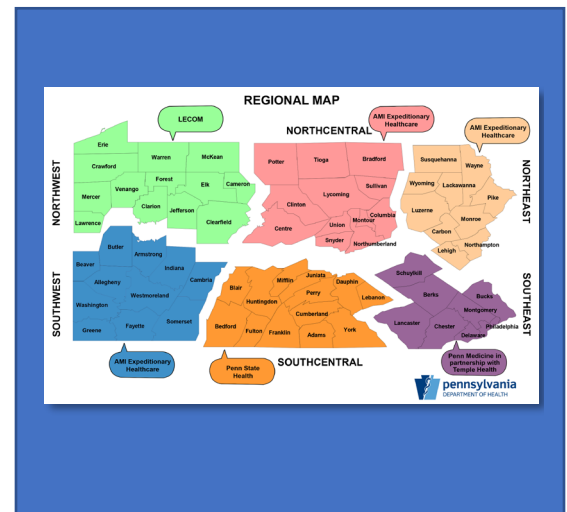 REGIONAL MAP
LECOM
AMI Expeditionary
Healthcare
AMI Expeditionary
Healthcare
NORTHCENTRAL
NORTHWEST
Erie
Crawford
Warren
McKean
Forest
Venango
Elk
Cameron
Mercer
Clarion
Jefferson
Lawrence
Clearfield
Potter
Tioga
Bradford
Sullivan
Lycoming
Clinton
Columbia
Montour
Union
Centre
Snyder
Northumberland
Susquehanna
Wayne
Wyoming
Lackawanna
Pike
Luzerne
Monroe
Carbon
Northampton
Lehigh
NORTHEAST
SOUTHWEST
Butler
Armstrong
Beaver
Indiana
Allegheny
Cambria
Westmoreland
Washington
Somerset
Fayette
Greene
Juniata
Mifflin
Dauphin
Blair
Perry
Lebanon
Huntingdon
Cumberland
Bedford
Fulton
Franklin
Adams
York
Schuylkill
Berks
Bucks
Montgomery
Lancaster
Chester
Philadelphia
Delaware
SOUTHEAST
AMI Expeditionary
Healthcare
Penn State
Health
SOUTHCENTRAL
Penn Medicine in
partnership with
Temple Health
pennsylvania
DEPARTMENT OF HEALTH